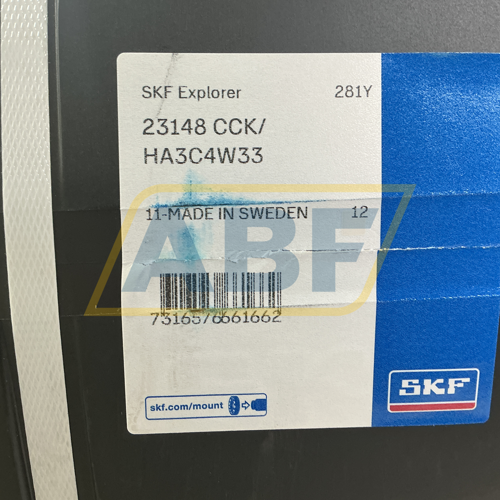 SKF Explorer 281Y
23148 CCK/
HA3C4W33
11-MADE IN SWEDEN 12
ABF
7316576661662
skf.com/mount
SKF